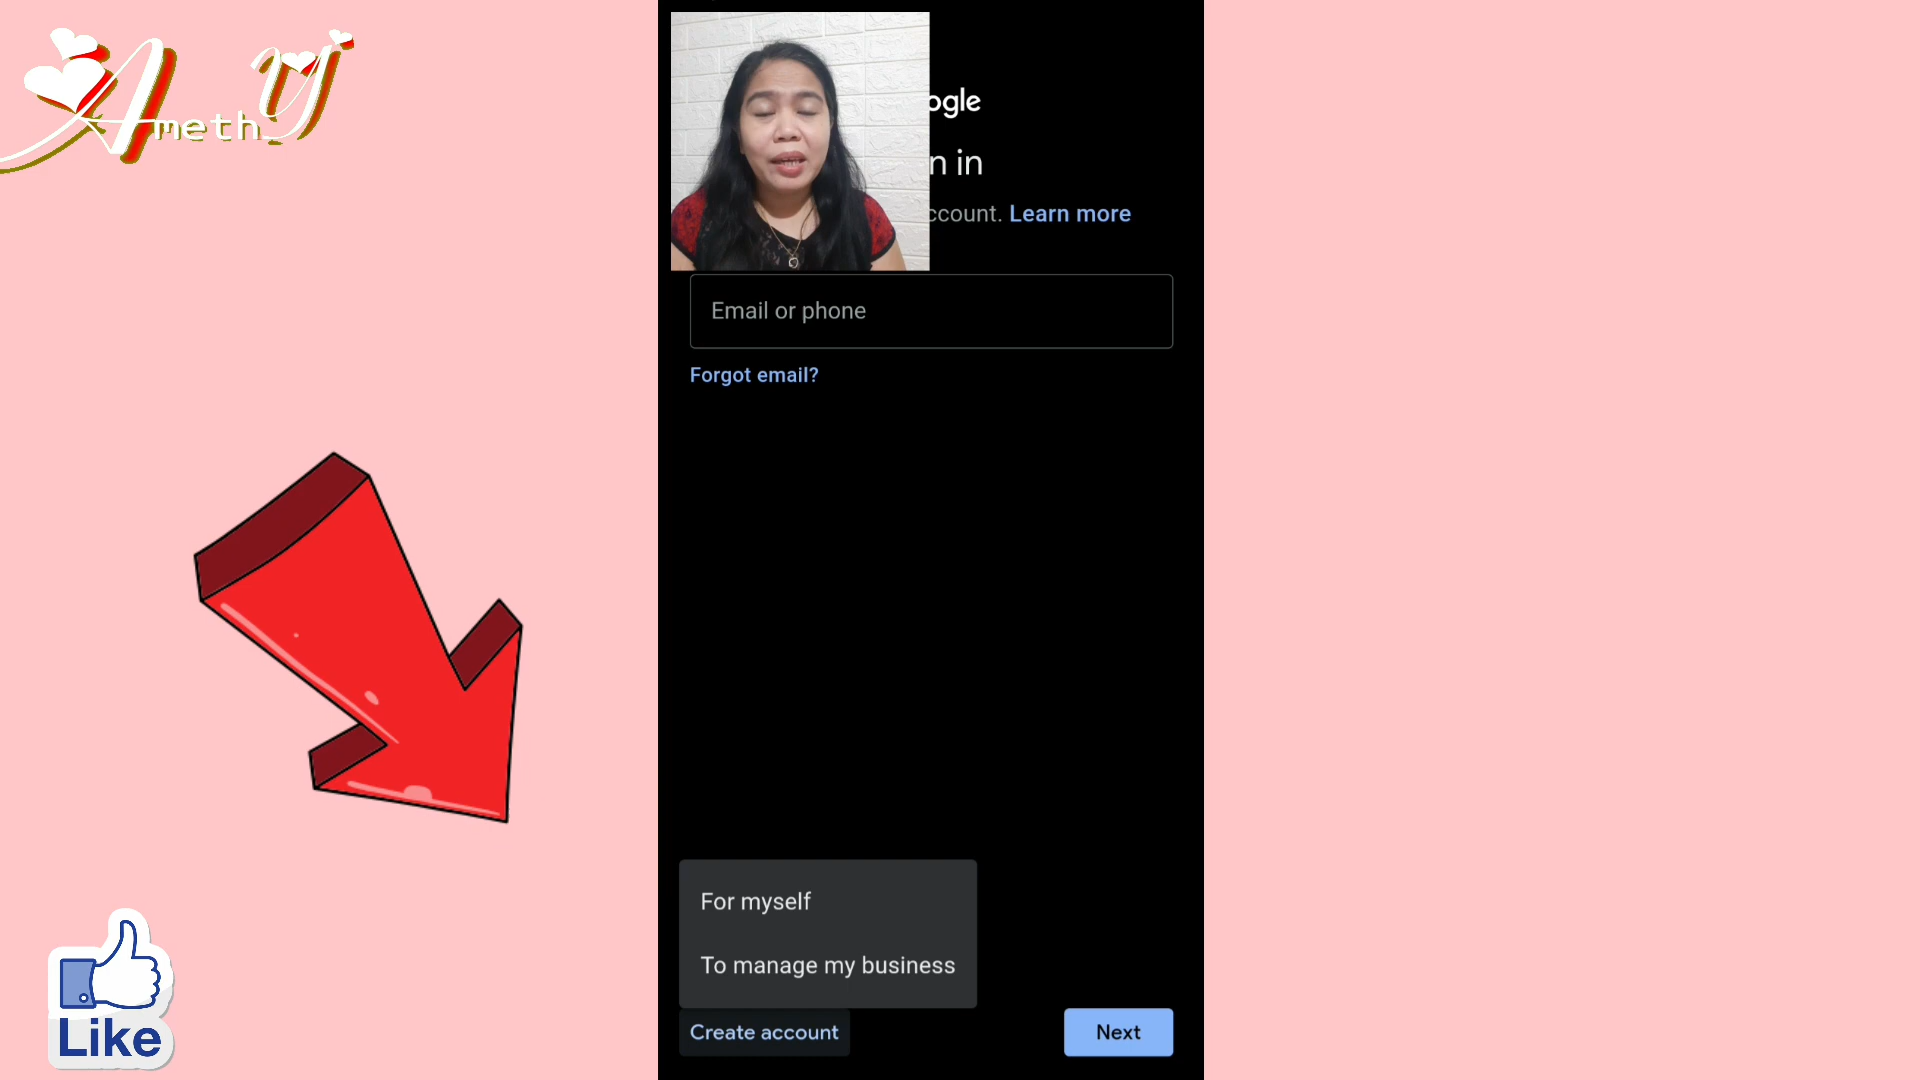 AmethYj
ogle
n in
ccount. Learn more
Email or phone
Forgot email?
For myself
To manage my business
Create account
Next
Like